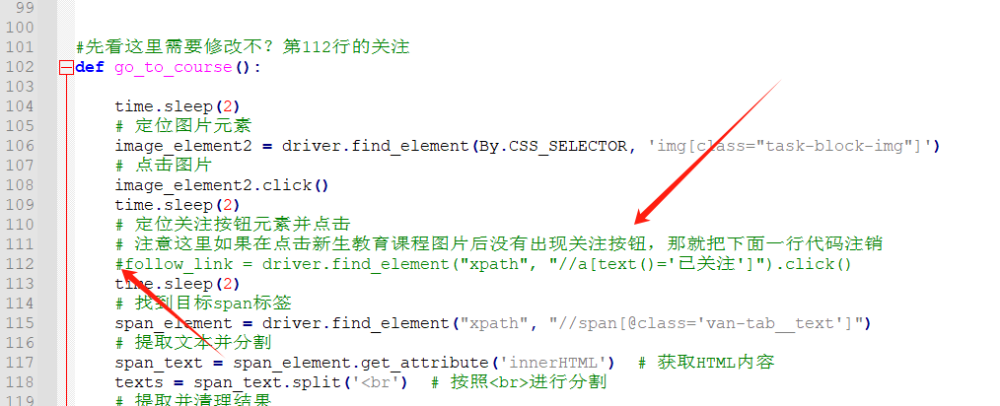 99
100
101 #先看这里需要修改不？第112行的关注
102 def go_to_course():
103
104 time.sleep(2)
105 # 定位图片元素
106 image_element2 = driver.find_element(By.CSS_SELECTOR, 'img[class="task-block-img"]')
107 # 点击图片
108 image_element2.click()
109 time.sleep(2)
110 # 定位关注按钮元素并点击
111 # 注意这里如果在点击新生教育课程图片后没有出现关注按钮，那就把下面一行代码注销
112 #follow_link = driver.find_element("xpath", "//a[text()='已关注']").click()
113 time.sleep(2)
114 # 找到目标span标签
115 span_element = driver.find_element("xpath", "//span[@class='van-tab__text']")
116 # 提取文本并分割
117 span_text = span_element.get_attribute('innerHTML') # 获取HTML内容
118 texts = span_text.split('<br') # 按照<br>进行分割
119 # 提取并清理结果